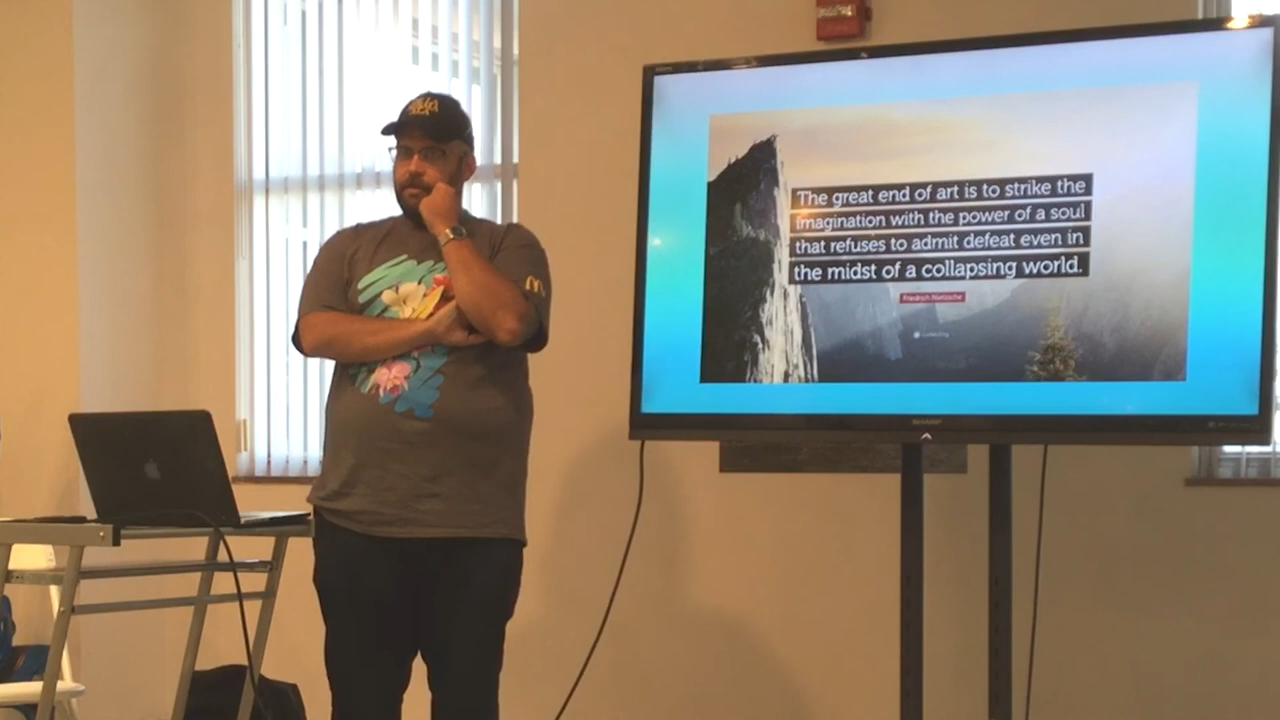 The great end of art is to strike the
imagination with the power of a soul
that refuses to admit defeat even in
the midst of a collapsing world.
Friedrich Nietzsche
SHARP